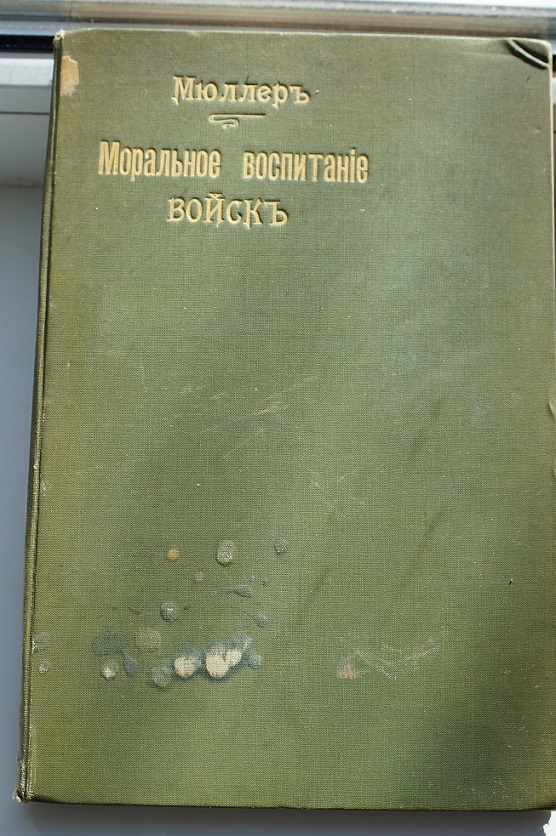 Мюллеръ
Моральное воспитаніе
войскъ